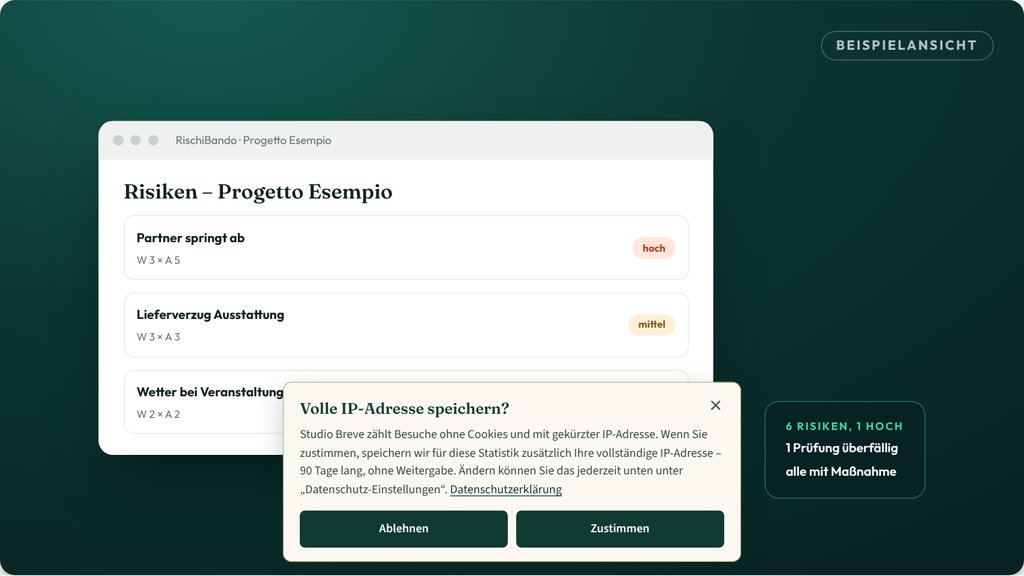 BEISPIELANSICHT
RischiBando · Progetto Esempio
Risiken – Progetto Esempio
Partner springt ab
W 3 × A 5
hoch
Lieferverzug Ausstattung
W 3 × A 3
mittel
Wetter bei Veranstaltung
W 2 × A 2
Volle IP-Adresse speichern?
Studio Breve zählt Besuche ohne Cookies und mit gekürzter IP-Adresse. Wenn Sie
zustimmen, speichern wir für diese Statistik zusätzlich Ihre vollständige IP-Adresse –
90 Tage lang, ohne Weitergabe. Ändern können Sie das jederzeit unten unter
„Datenschutz-Einstellungen“. Datenschutzerklärung
Ablehnen
Zustimmen
6 RISIKEN, 1 HOCH
1 Prüfung überfällig
alle mit Maßnahme